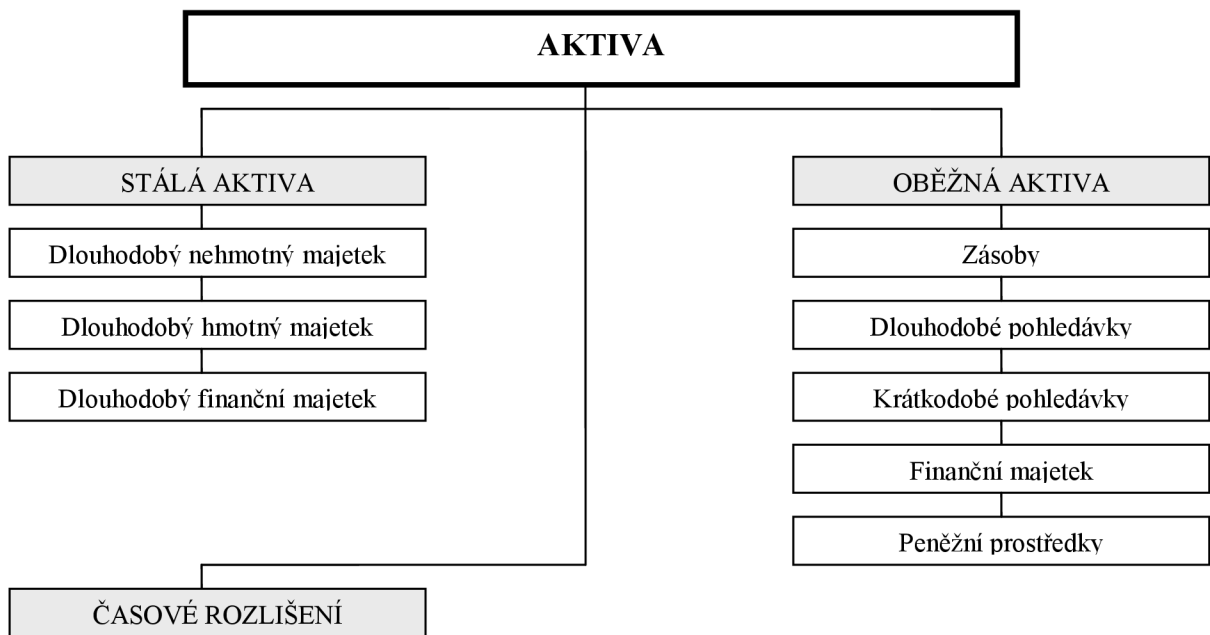 AKTIVA
STÁLÁ AKTIVA
Dlouhodobý nehmotný majetek
Dlouhodobý hmotný majetek
Dlouhodobý finanční majetek
OBĚŽNÁ AKTIVA
Zásoby
Dlouhodobé pohledávky
Krátkodobé pohledávky
Finanční majetek
Peněžní prostředky
ČASOVÉ ROZLIŠENÍ